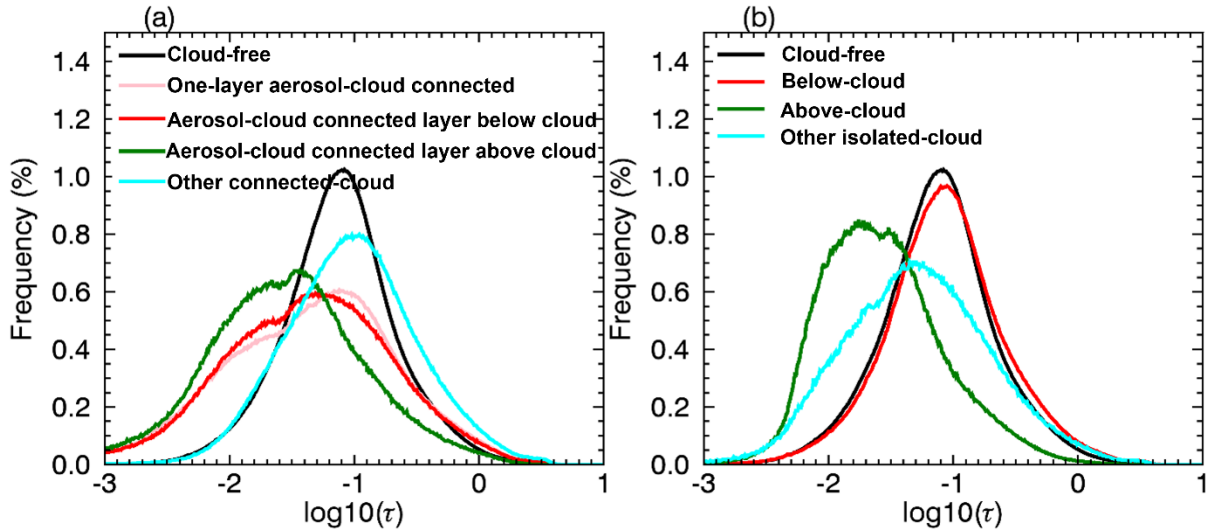 (a)
1.4
1.2
1.0
0.8
0.6
0.4
0.2
0.0
Frequency (%)
Cloud-free
One-layer aerosol-cloud connected
Aerosol-cloud connected layer below cloud
Aerosol-cloud connected layer above cloud
Other connected-cloud
-3 -2 -1 0 1
log10(τ)
(b)
1.4
1.2
1.0
0.8
0.6
0.4
0.2
0.0
Frequency (%)
Cloud-free
Below-cloud
Above-cloud
Other isolated-cloud
-3 -2 -1 0 1
log10(τ)